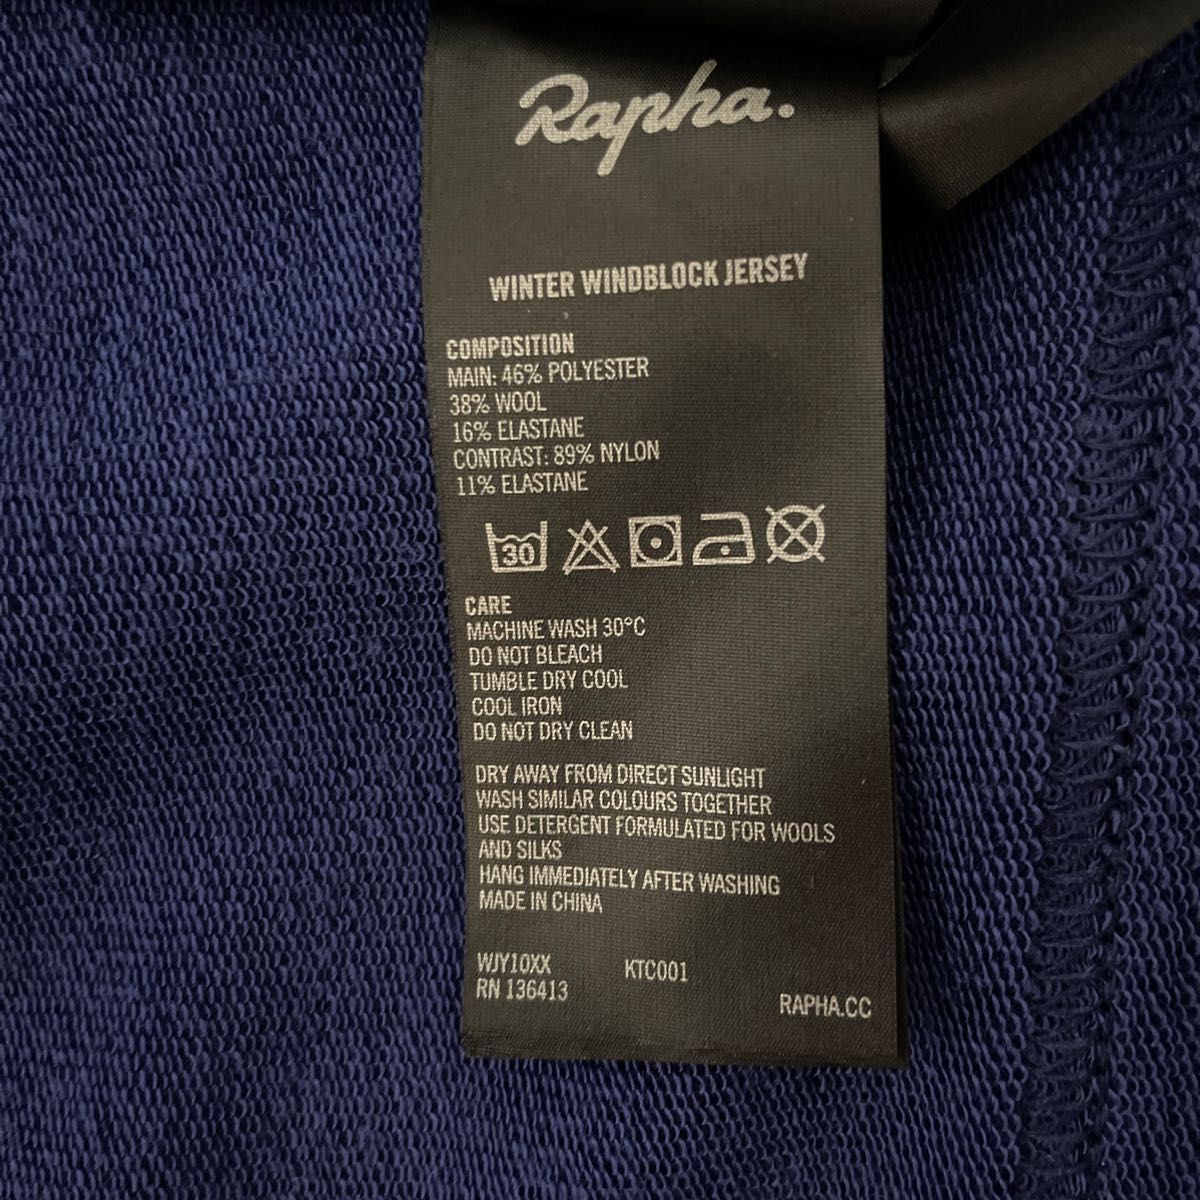 Rapha.
WINTER WINDBLOCK JERSEY
COMPOSITION
MAIN: 46% POLYESTER
38% WOOL
16% ELASTANE
CONTRAST: 89% NYLON
11% ELASTANE
30
CARE
MACHINE WASH 30°C
DO NOT BLEACH
TUMBLE DRY COOL
COOL IRON
DO NOT DRY CLEAN
DRY AWAY FROM DIRECT SUNLIGHT
WASH SIMILAR COLOURS TOGETHER
USE DETERGENT FORMULATED FOR WOOLS
AND SILKS
HANG IMMEDIATELY AFTER WASHING
MADE IN CHINA
WJY10XX KTC001
RN 136413
RAPHA.CC